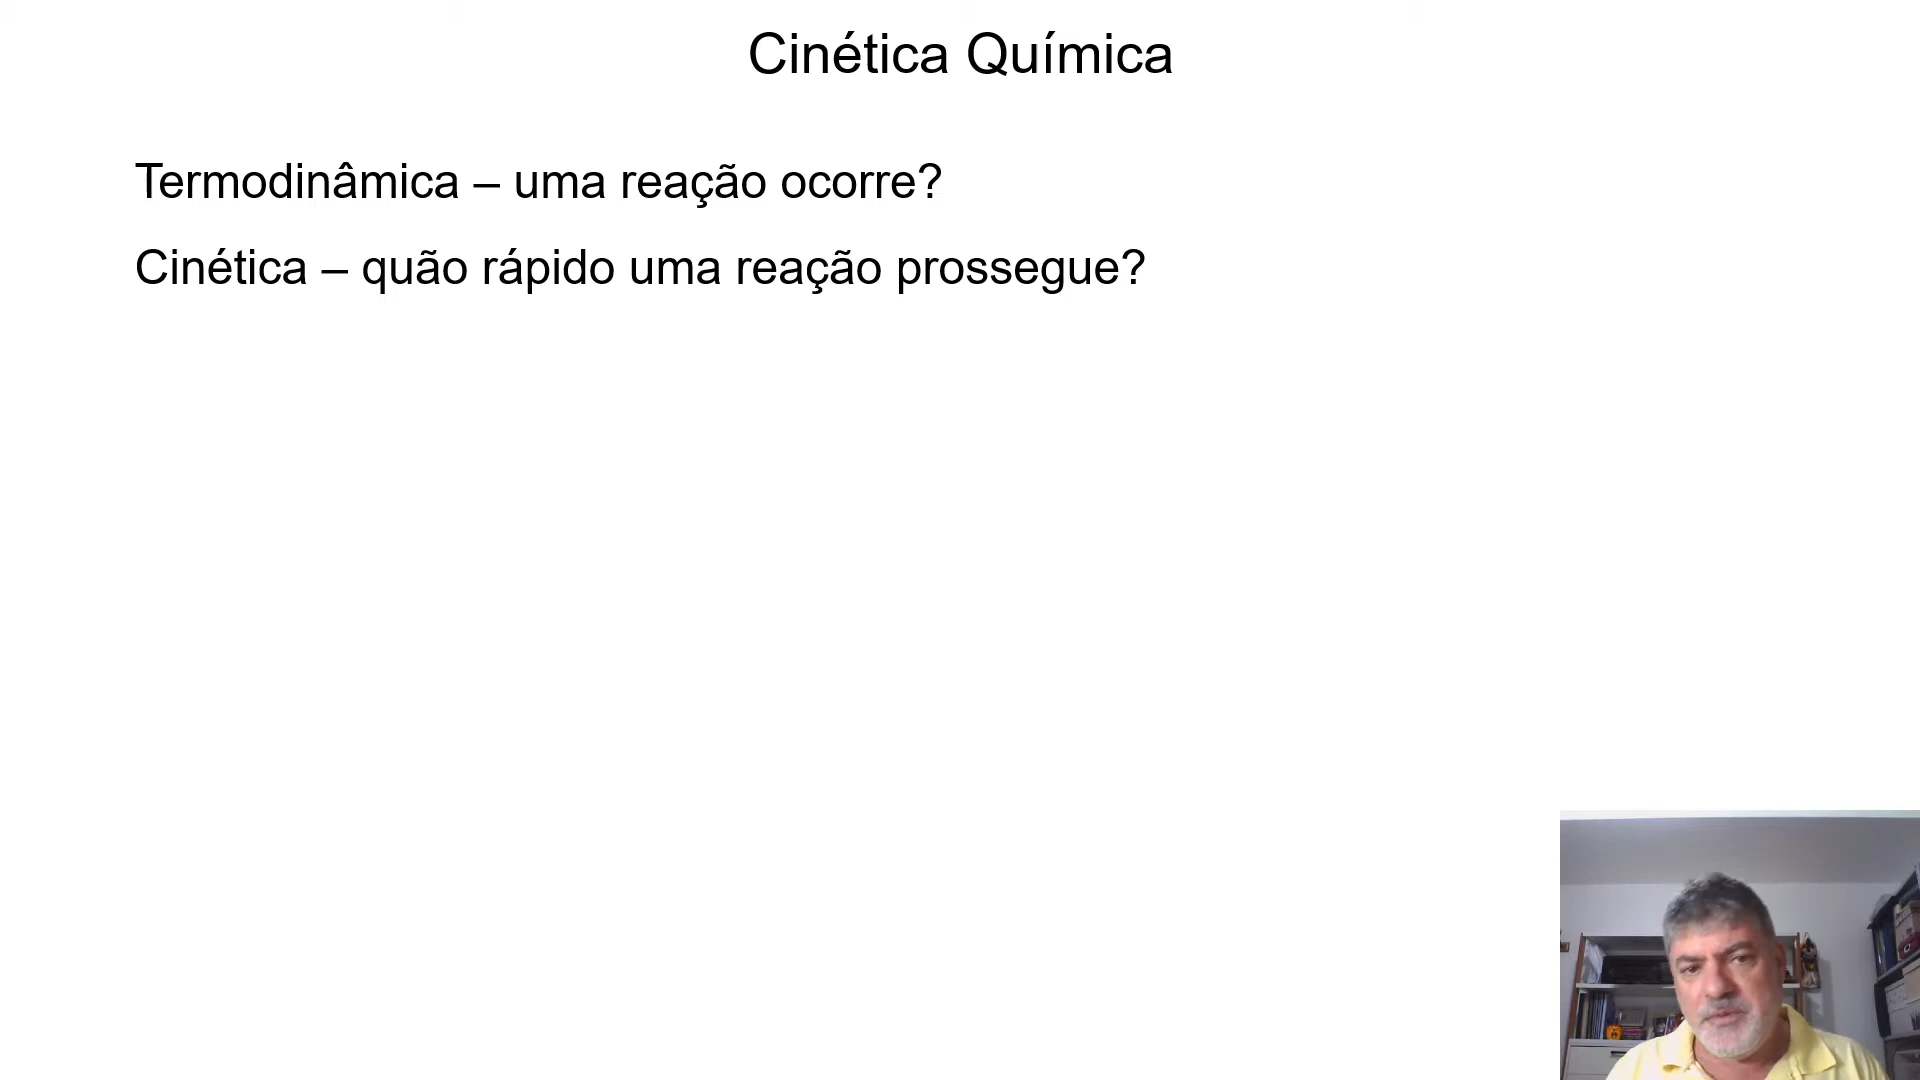 Cinética Química
Termodinâmica – uma reação ocorre?
Cinética – quão rápido uma reação prossegue?